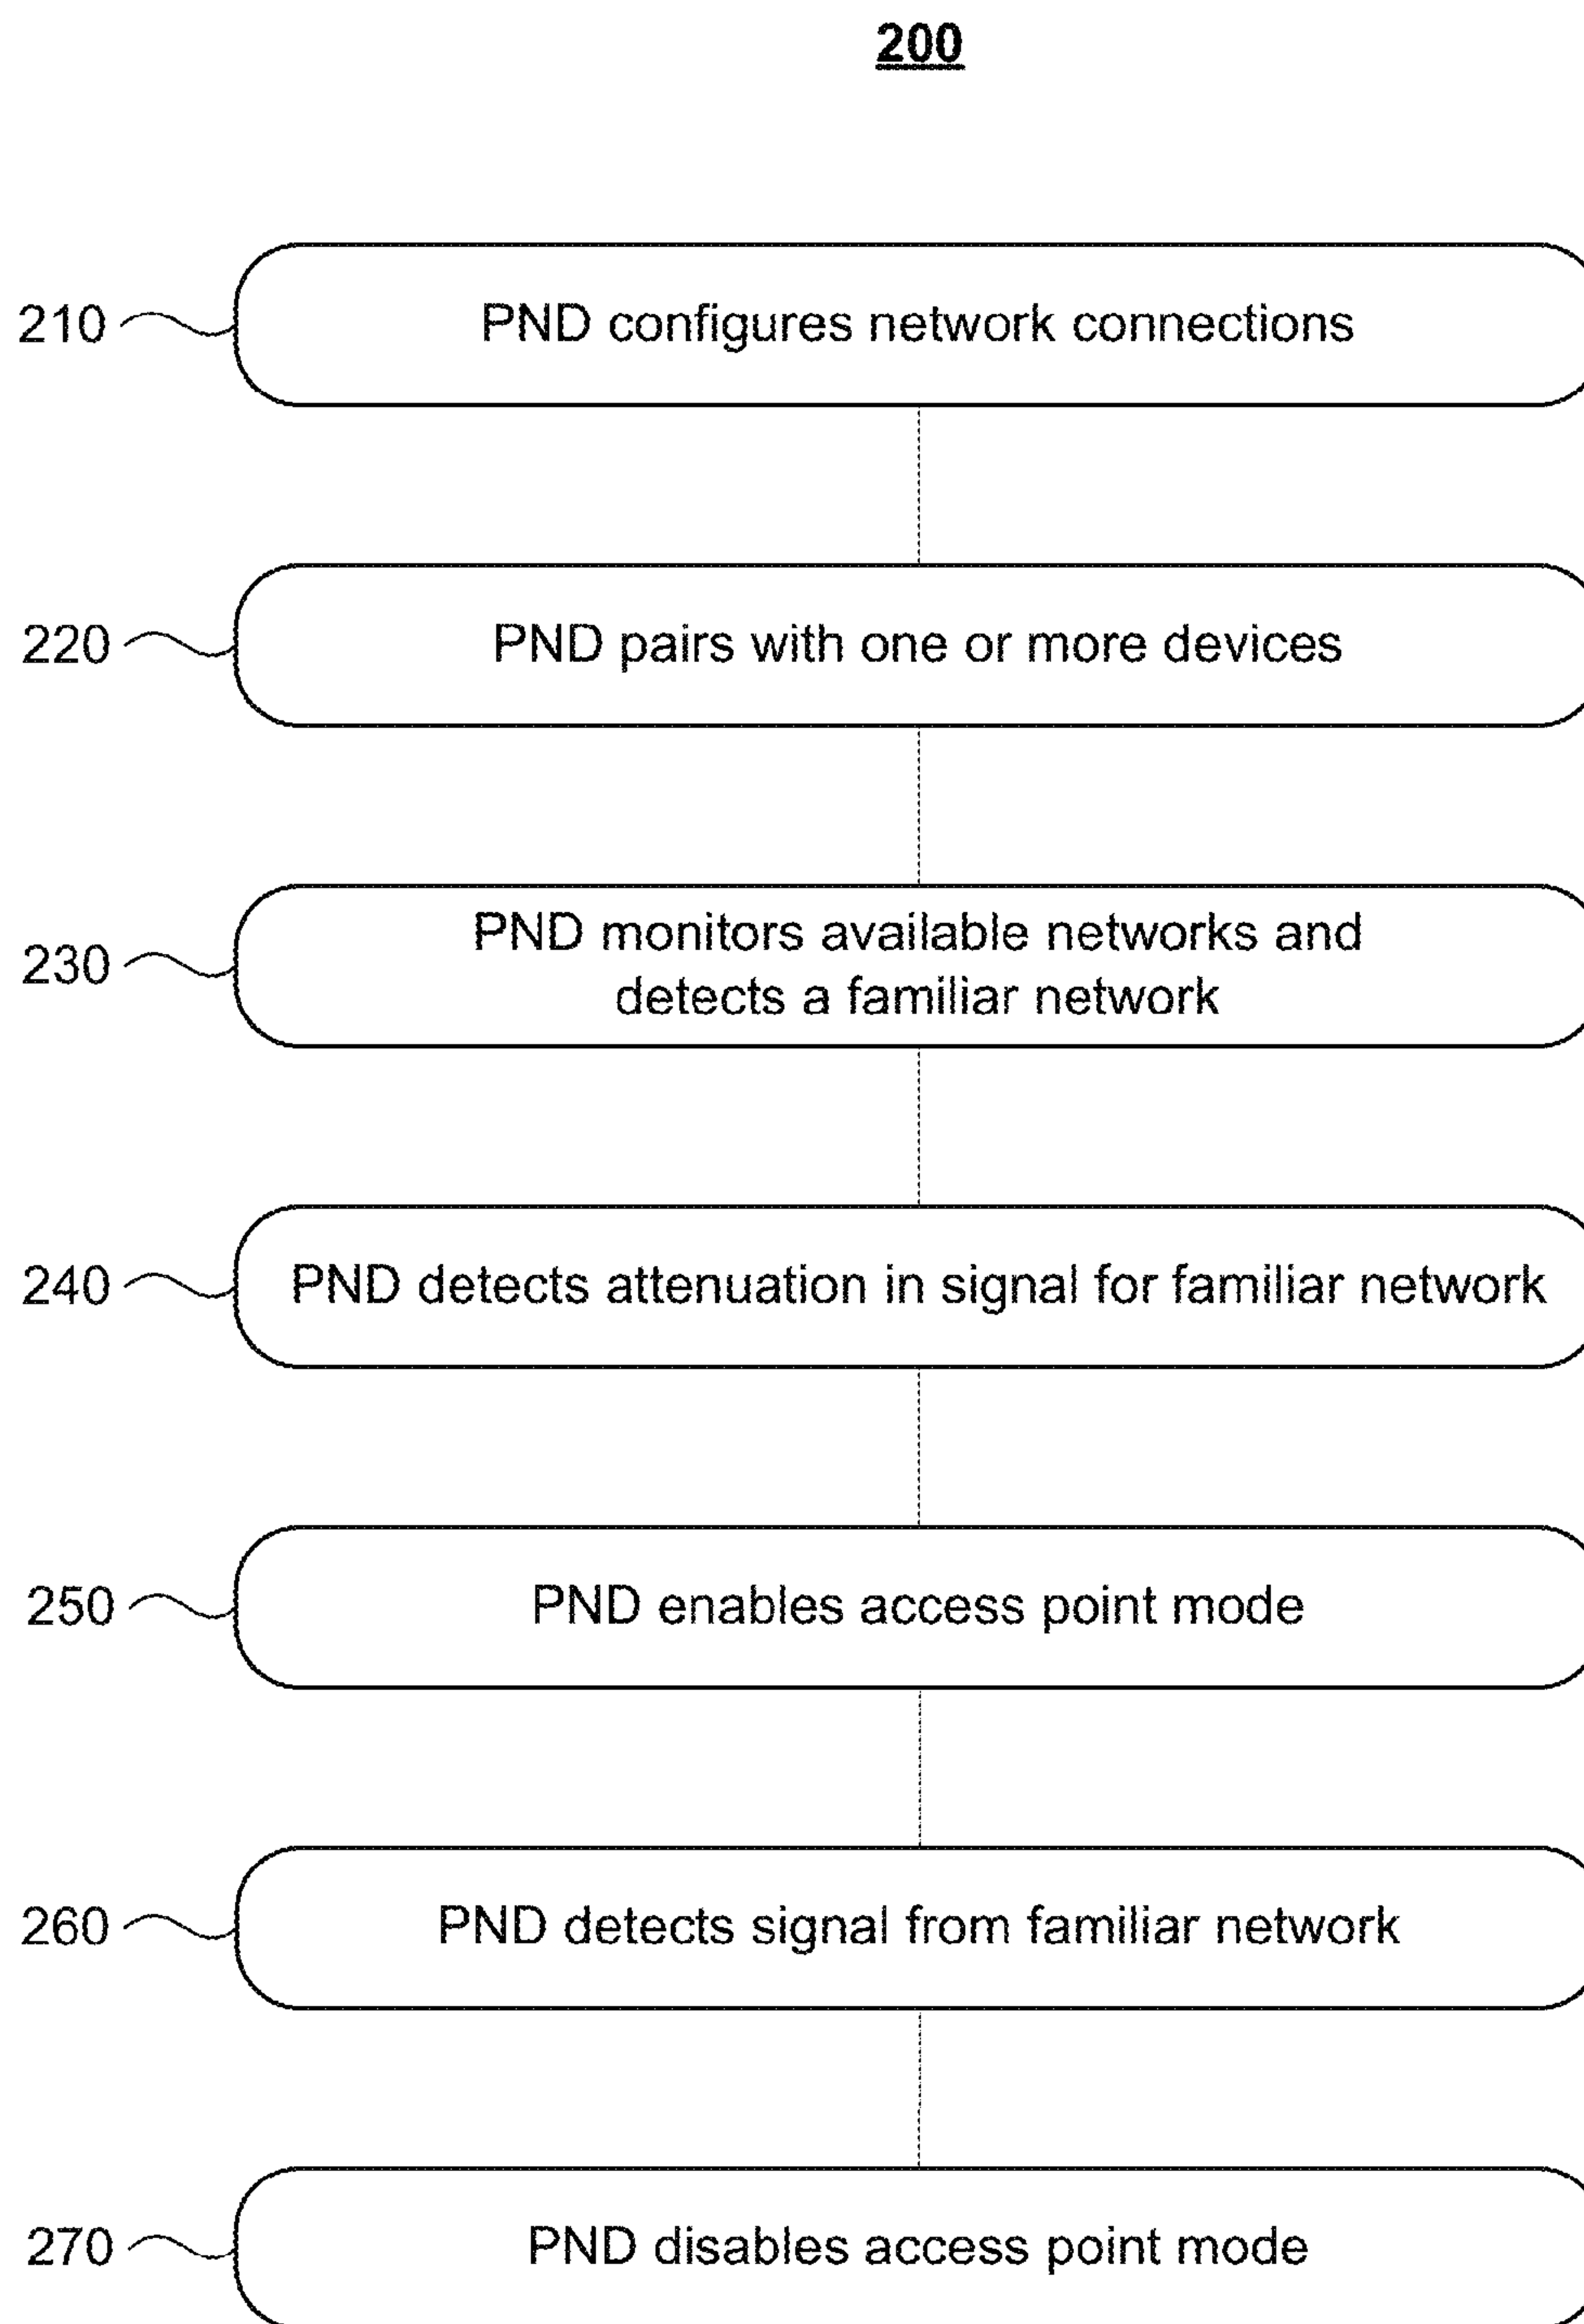 200
210 PND configures network connections
220 PND pairs with one or more devices
230 PND monitors available networks and
detects a familiar network
240 PND detects attenuation in signal for familiar network
250 PND enables access point mode
260 PND detects signal from familiar network
270 PND disables access point mode